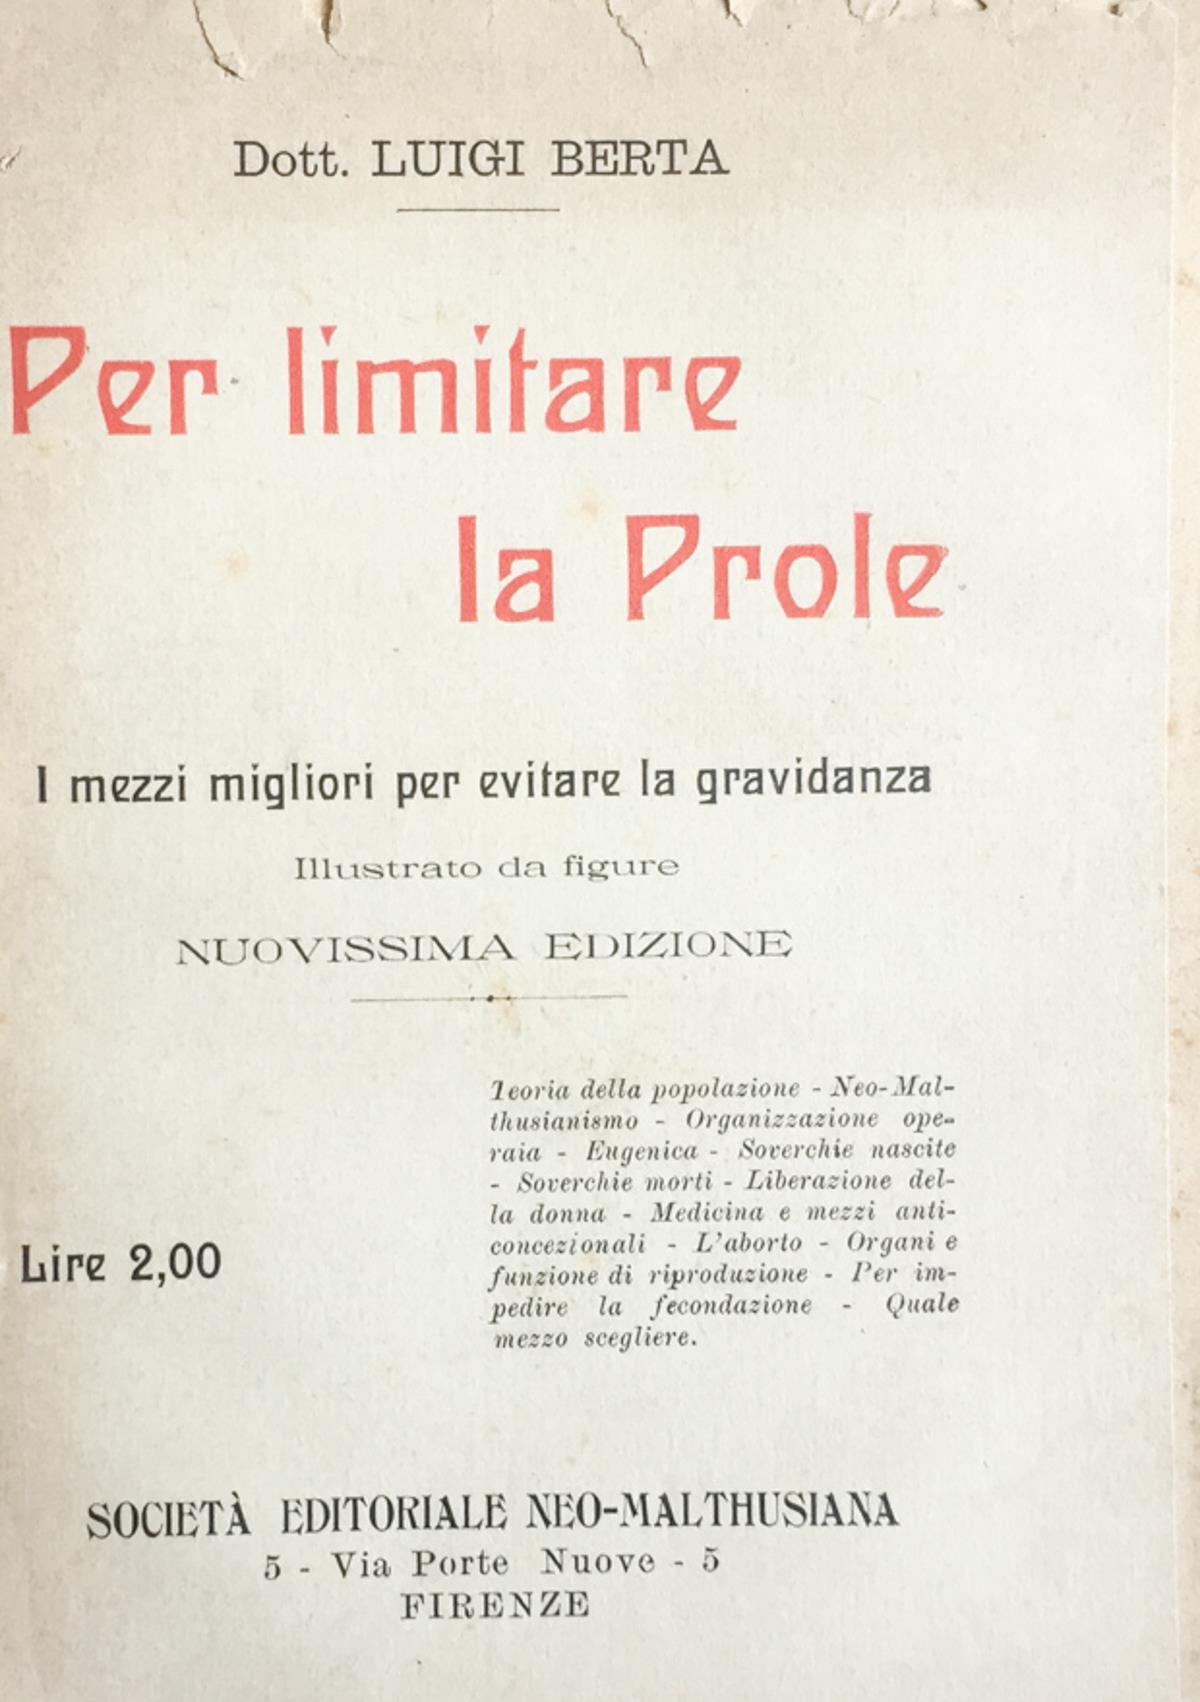 Dott. LUIGI BERTA
Per limitare
la Prole
I mezzi migliori per evitare la gravidanza
Illustrato da figure
NUOVISSIMA EDIZIONE
Teoria della popolazione - Neo-Mal-
thusianismo - Organizzazione ope-
raia - Eugenica - Soverchie nascite
- Soverchie morti - Liberazione del-
la donna - Medicina e mezzi anti-
concezionali - L'aborto - Organi e
funzione di riproduzione - Per im-
pedire la fecondazione - Quale
mezzo scegliere.
Lire 2,00
SOCIETÀ EDITORIALE NEO-MALTHUSIANA
5 - Via Porte Nuove - 5
FIRENZE